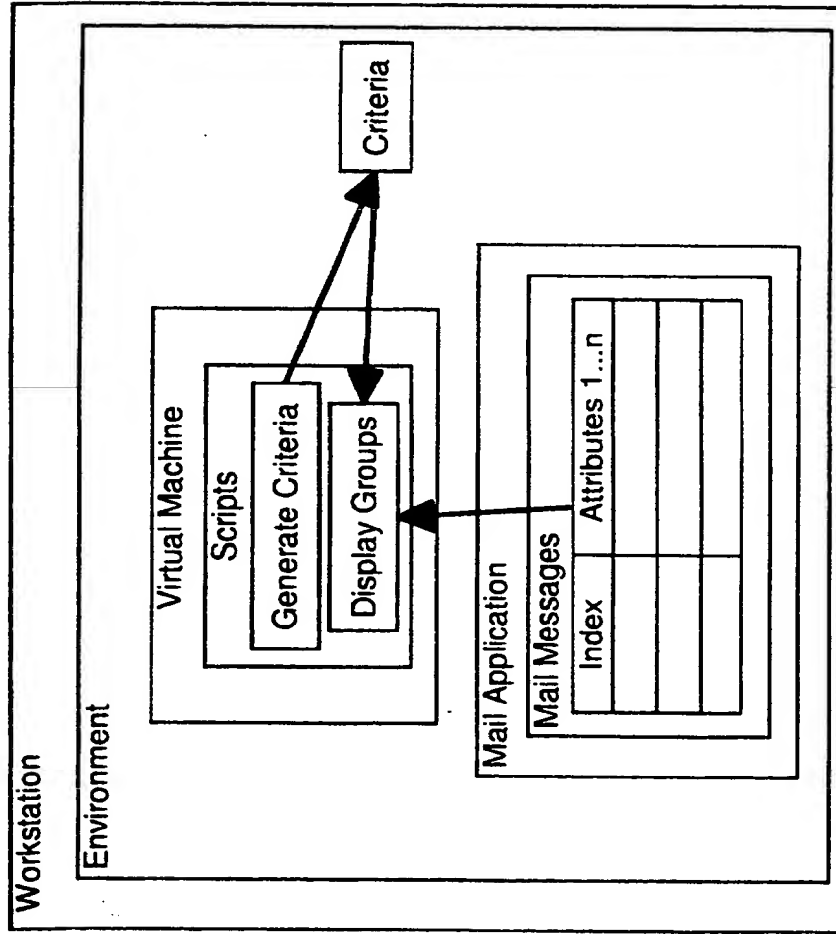 Workstation
Environment
Virtual Machine
Scripts
Generate Criteria
Display Groups
Criteria
Mail Application
Mail Messages
Index
Attributes 1...n